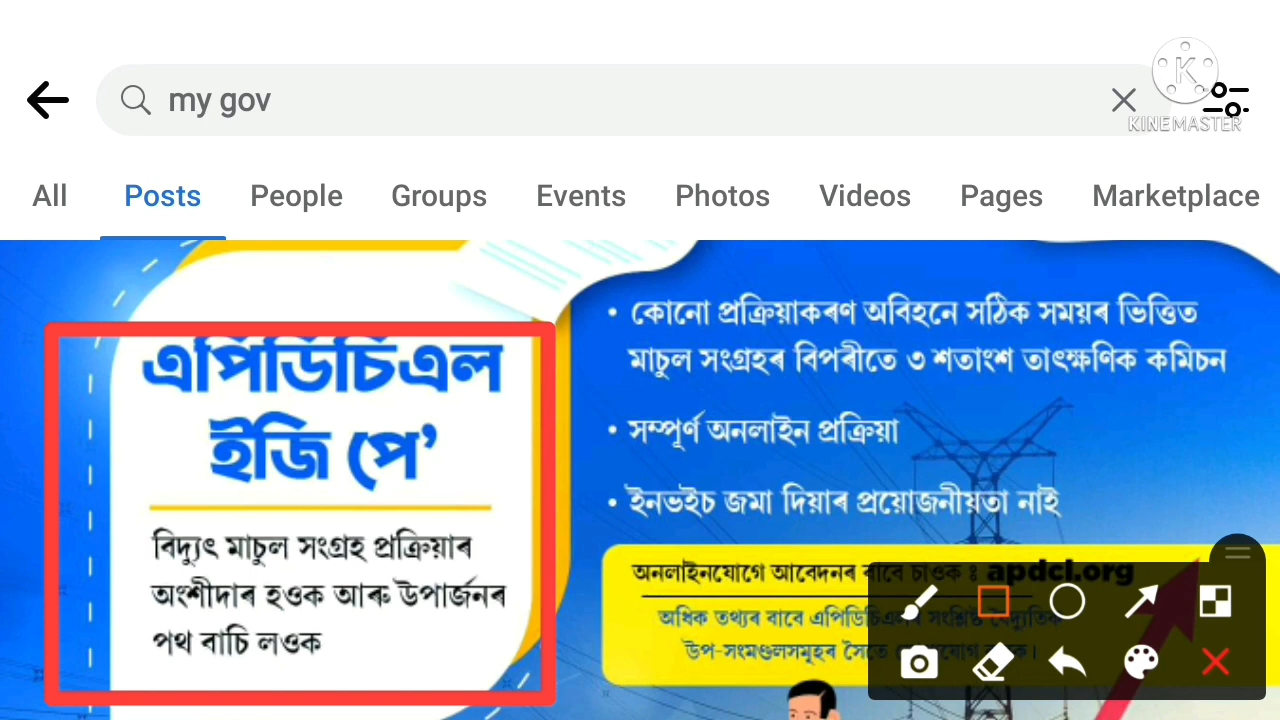 my gov
KINEMASTER
All Posts People Groups Events Photos Videos Pages Marketplace
এপিডিচিএল
ইজি পে’
বিদ্যুৎ মাচুল সংগ্ৰহ প্ৰক্ৰিয়াৰ
অংশীদাৰ হওক আৰু উপাৰ্জনৰ
পথ বাচি লওক
• কোনো প্ৰক্ৰিয়াকৰণ অবিহনে সঠিক সময়ৰ ভিত্তিত
মাচুল সংগ্ৰহৰ বিপৰীতে ৩ শতাংশ তাৎক্ষণিক কমিচন
• সম্পূৰ্ণ অনলাইন প্ৰক্ৰিয়া
• ইনভইচ জমা দিয়াৰ প্ৰয়োজনীয়তা নাই
অনলাইনযোগে আবেদনৰ বাবে চাওক ঃ apdcl.org
অধিক তথ্যৰ বাবে এপিডিচিএলৰ সংশ্লিষ্ট বৈদ্যুতিক
উপ-সংমণ্ডলসমূহৰ সৈতে